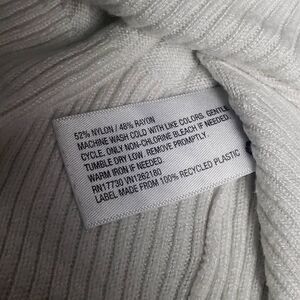 52% NYLON / 48% RAYON
MACHINE WASH COLD WITH LIKE COLORS. GENTLE
CYCLE. ONLY NON-CHLORINE BLEACH IF NEEDED.
TUMBLE DRY LOW. REMOVE PROMPTLY.
WARM IRON IF NEEDED.
RN17730 VN1262180
LABEL MADE FROM 100% RECYCLED PLASTIC